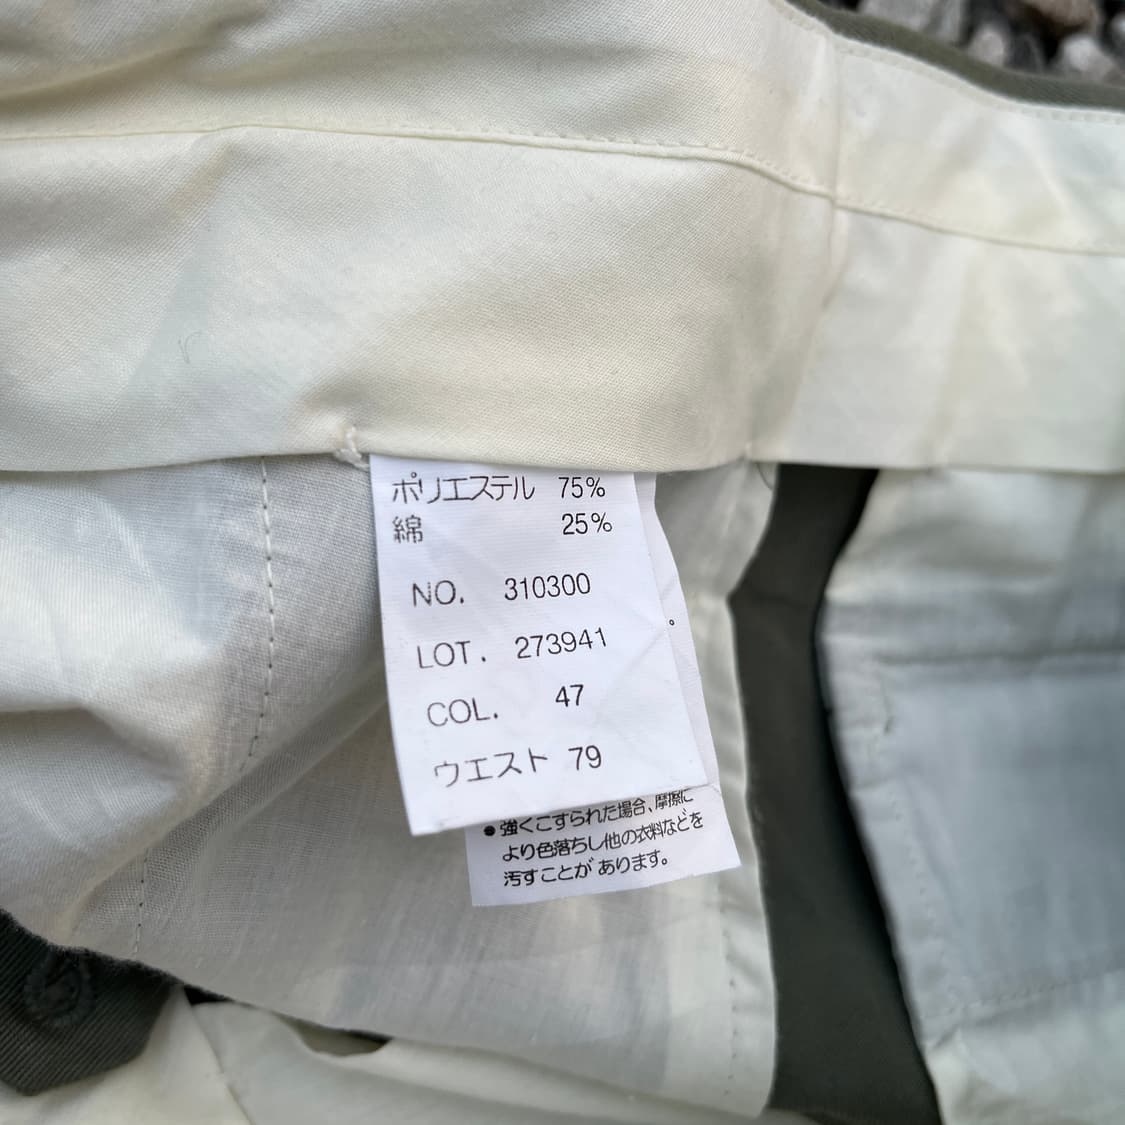 ポリエステル 75%
綿 25%
NO. 310300
LOT. 273941
COL. 47
ウエスト 79
。
● 強くこすられた場合、摩擦に
より色落ちし他の衣料などを
汚すことがあります。